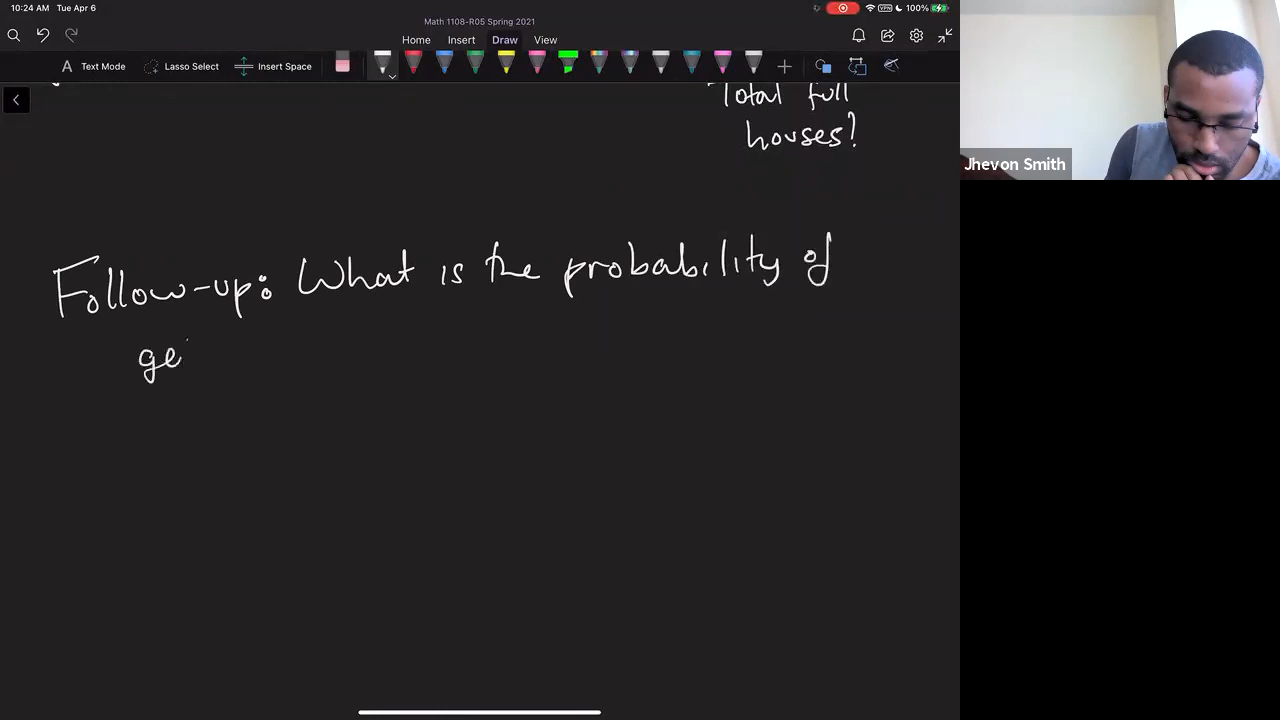 10:24 AM Tue Apr 6
VPN 100%
Math 1108-R05 Spring 2021
Home Insert Draw View
A Text Mode Lasso Select Insert Space
Total full
houses?
Jhevon Smith
Follow-up: What is the probability of
ge